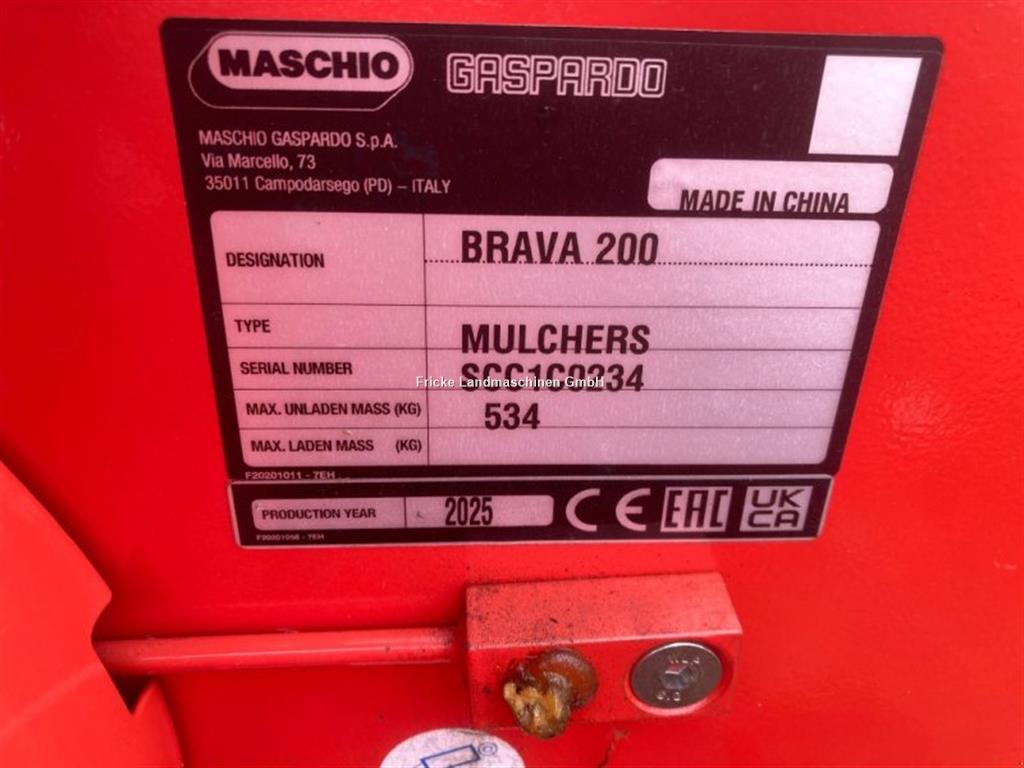 MASCHIO GASPARDO
MASCHIO GASPARDO S.p.A.
Via Marcello, 73
35011 Campodarsego (PD) – ITALY
MADE IN CHINA
DESIGNATION BRAVA 200
TYPE MULCHERS
SERIAL NUMBER
Fricke Landmaschinen GmbH
MAX. UNLADEN MASS (KG) 534
MAX. LADEN MASS (KG)
F20201011 - 7EH
PRODUCTION YEAR 2025
CE EAC UK
CA